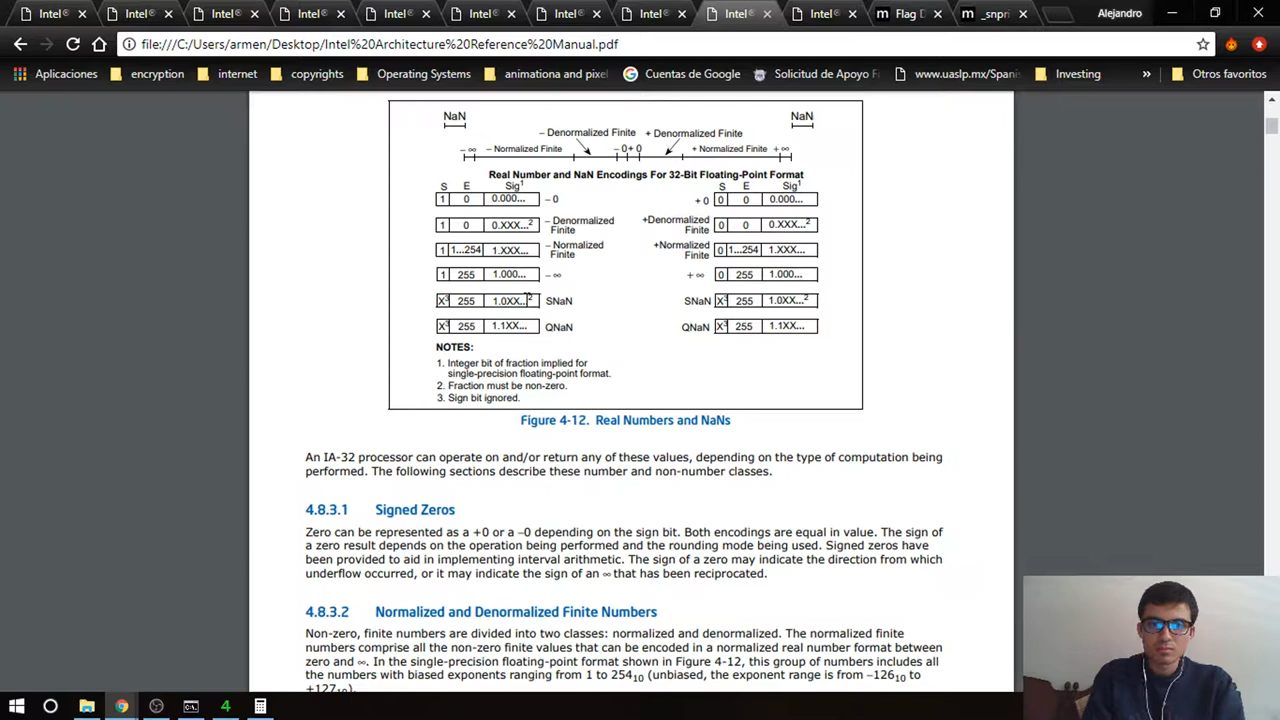 Intel® Intel® Intel® Intel® Intel® Intel® Intel® Intel® Intel® Intel® Flag D _snpri Alejandro
file:///C:/Users/armen/Desktop/Intel%20Architecture%20Reference%20Manual.pdf
Aplicaciones encryption internet copyrights Operating Systems animationa and pixel Cuentas de Google Solicitud de Apoyo Fi www.uaslp.mx/Spanis Investing » Otros favoritos
NaN NaN
− Denormalized Finite + Denormalized Finite
− ∞ − Normalized Finite − 0 + 0 + Normalized Finite + ∞
Real Number and NaN Encodings For 32-Bit Floating-Point Format
S E Sig¹ S E Sig¹
1 0 0.000... − 0 + 0 0 0 0.000...
1 0 0.XXX...² − Denormalized Finite +Denormalized Finite 0 0 0.XXX...²
1 1...254 1.XXX... − Normalized Finite +Normalized Finite 0 1...254 1.XXX...
1 255 1.000... − ∞ + ∞ 0 255 1.000...
X³ 255 1.0XX...² SNaN SNaN X³ 255 1.0XX...²
X³ 255 1.1XX... QNaN QNaN X³ 255 1.1XX...
NOTES:
1. Integer bit of fraction implied for
single-precision floating-point format.
2. Fraction must be non-zero.
3. Sign bit ignored.
Figure 4-12. Real Numbers and NaNs
An IA-32 processor can operate on and/or return any of these values, depending on the type of computation being
performed. The following sections describe these number and non-number classes.
4.8.3.1 Signed Zeros
Zero can be represented as a +0 or a –0 depending on the sign bit. Both encodings are equal in value. The sign of
a zero result depends on the operation being performed and the rounding mode being used. Signed zeros have
been provided to aid in implementing interval arithmetic. The sign of a zero may indicate the direction from which
underflow occurred, or it may indicate the sign of an ∞ that has been reciprocated.
4.8.3.2 Normalized and Denormalized Finite Numbers
Non-zero, finite numbers are divided into two classes: normalized and denormalized. The normalized finite
numbers comprise all the non-zero finite values that can be encoded in a normalized real number format between
zero and ∞. In the single-precision floating-point format shown in Figure 4-12, this group of numbers includes all
the numbers with biased exponents ranging from 1 to 254₁₀ (unbiased, the exponent range is from –126₁₀ to
+127₁₀).